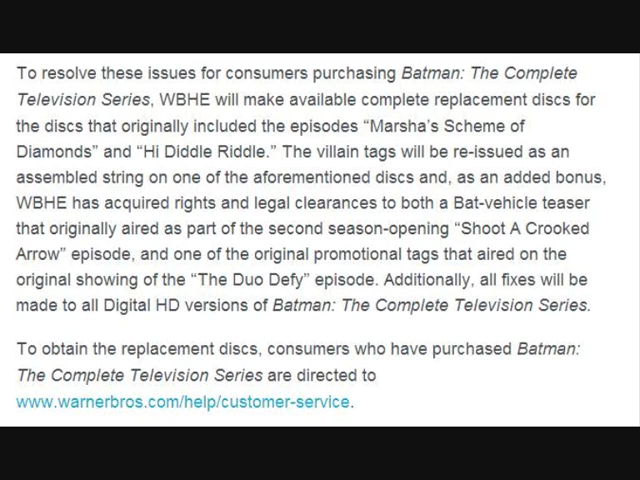 To resolve these issues for consumers purchasing Batman: The Complete
Television Series, WBHE will make available complete replacement discs for
the discs that originally included the episodes “Marsha’s Scheme of
Diamonds” and “Hi Diddle Riddle.” The villain tags will be re-issued as an
assembled string on one of the aforementioned discs and, as an added bonus,
WBHE has acquired rights and legal clearances to both a Bat-vehicle teaser
that originally aired as part of the second season-opening “Shoot A Crooked
Arrow” episode, and one of the original promotional tags that aired on the
original showing of the “The Duo Defy” episode. Additionally, all fixes will be
made to all Digital HD versions of Batman: The Complete Television Series.
To obtain the replacement discs, consumers who have purchased Batman:
The Complete Television Series are directed to
www.warnerbros.com/help/customer-service.